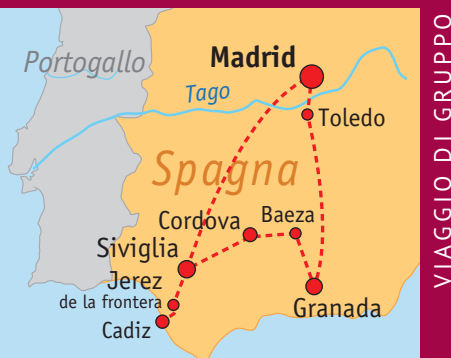 Portogallo
Madrid
Tago
Toledo
Spagna
Cordova
Baeza
Siviglia
Jerez
de la frontera
Cadiz
Granada
VIAGGIO DI GRUPPO